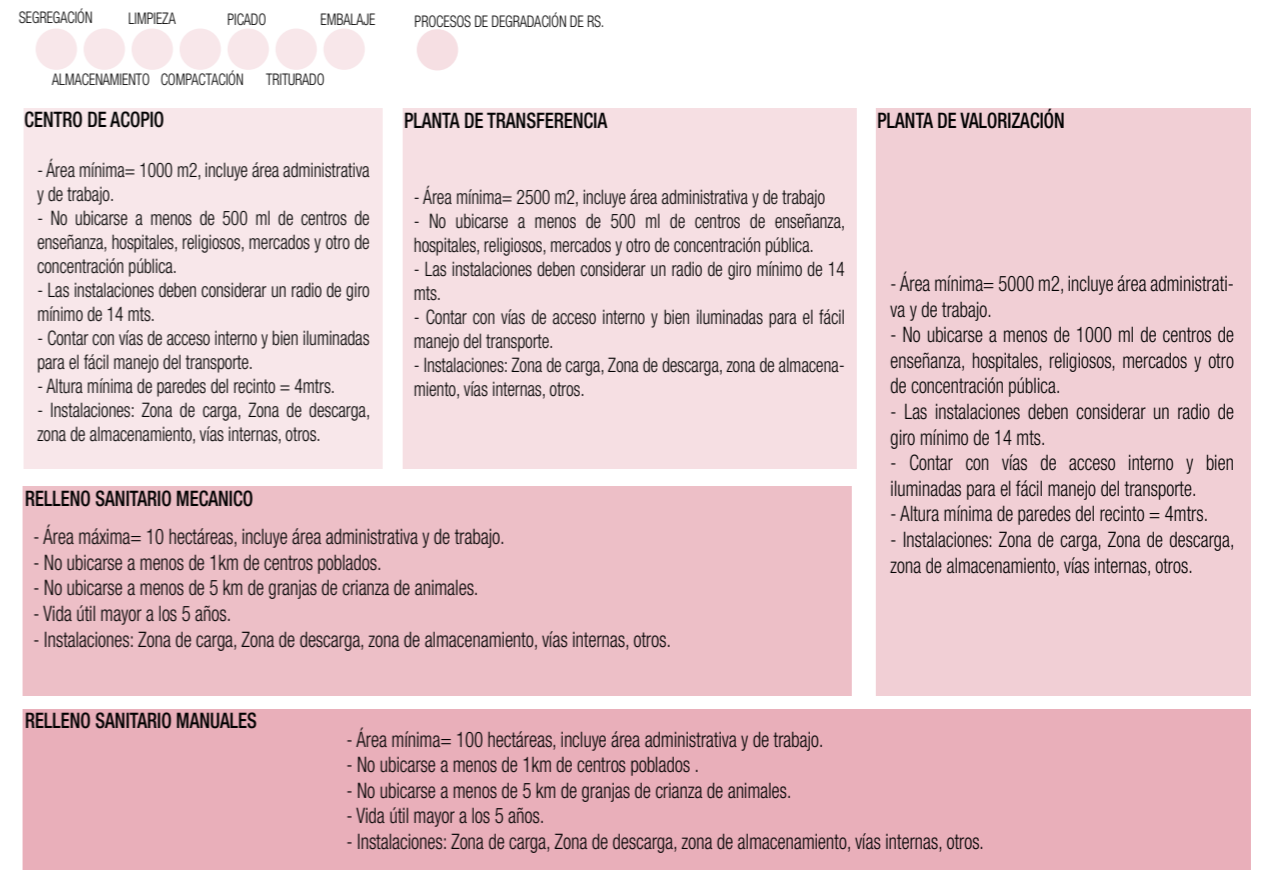 SEGREGACIÓN LIMPIEZA PICADO EMBALAJE
ALMACENAMIENTO COMPACTACIÓN TRITURADO
PROCESOS DE DEGRADACIÓN DE RS.
CENTRO DE ACOPIO
- Área mínima= 1000 m2, incluye área administrativa
y de trabajo.
- No ubicarse a menos de 500 ml de centros de
enseñanza, hospitales, religiosos, mercados y otro de
concentración pública.
- Las instalaciones deben considerar un radio de giro
mínimo de 14 mts.
- Contar con vías de acceso interno y bien iluminadas
para el fácil manejo del transporte.
- Altura mínima de paredes del recinto = 4mtrs.
- Instalaciones: Zona de carga, Zona de descarga,
zona de almacenamiento, vías internas, otros.
PLANTA DE TRANSFERENCIA
- Área mínima= 2500 m2, incluye área administrativa y de trabajo
- No ubicarse a menos de 500 ml de centros de enseñanza,
hospitales, religiosos, mercados y otro de concentración pública.
- Las instalaciones deben considerar un radio de giro mínimo de 14
mts.
- Contar con vías de acceso interno y bien iluminadas para el fácil
manejo del transporte.
- Instalaciones: Zona de carga, Zona de descarga, zona de almacena-
miento, vías internas, otros.
PLANTA DE VALORIZACIÓN
- Área mínima= 5000 m2, incluye área administrati-
va y de trabajo.
- No ubicarse a menos de 1000 ml de centros de
enseñanza, hospitales, religiosos, mercados y otro
de concentración pública.
- Las instalaciones deben considerar un radio de
giro mínimo de 14 mts.
- Contar con vías de acceso interno y bien
iluminadas para el fácil manejo del transporte.
- Altura mínima de paredes del recinto = 4mtrs.
- Instalaciones: Zona de carga, Zona de descarga,
zona de almacenamiento, vías internas, otros.
RELLENO SANITARIO MECANICO
- Área máxima= 10 hectáreas, incluye área administrativa y de trabajo.
- No ubicarse a menos de 1km de centros poblados.
- No ubicarse a menos de 5 km de granjas de crianza de animales.
- Vida útil mayor a los 5 años.
- Instalaciones: Zona de carga, Zona de descarga, zona de almacenamiento, vías internas, otros.
RELLENO SANITARIO MANUALES
- Área mínima= 100 hectáreas, incluye área administrativa y de trabajo.
- No ubicarse a menos de 1km de centros poblados .
- No ubicarse a menos de 5 km de granjas de crianza de animales.
- Vida útil mayor a los 5 años.
- Instalaciones: Zona de carga, Zona de descarga, zona de almacenamiento, vías internas, otros.